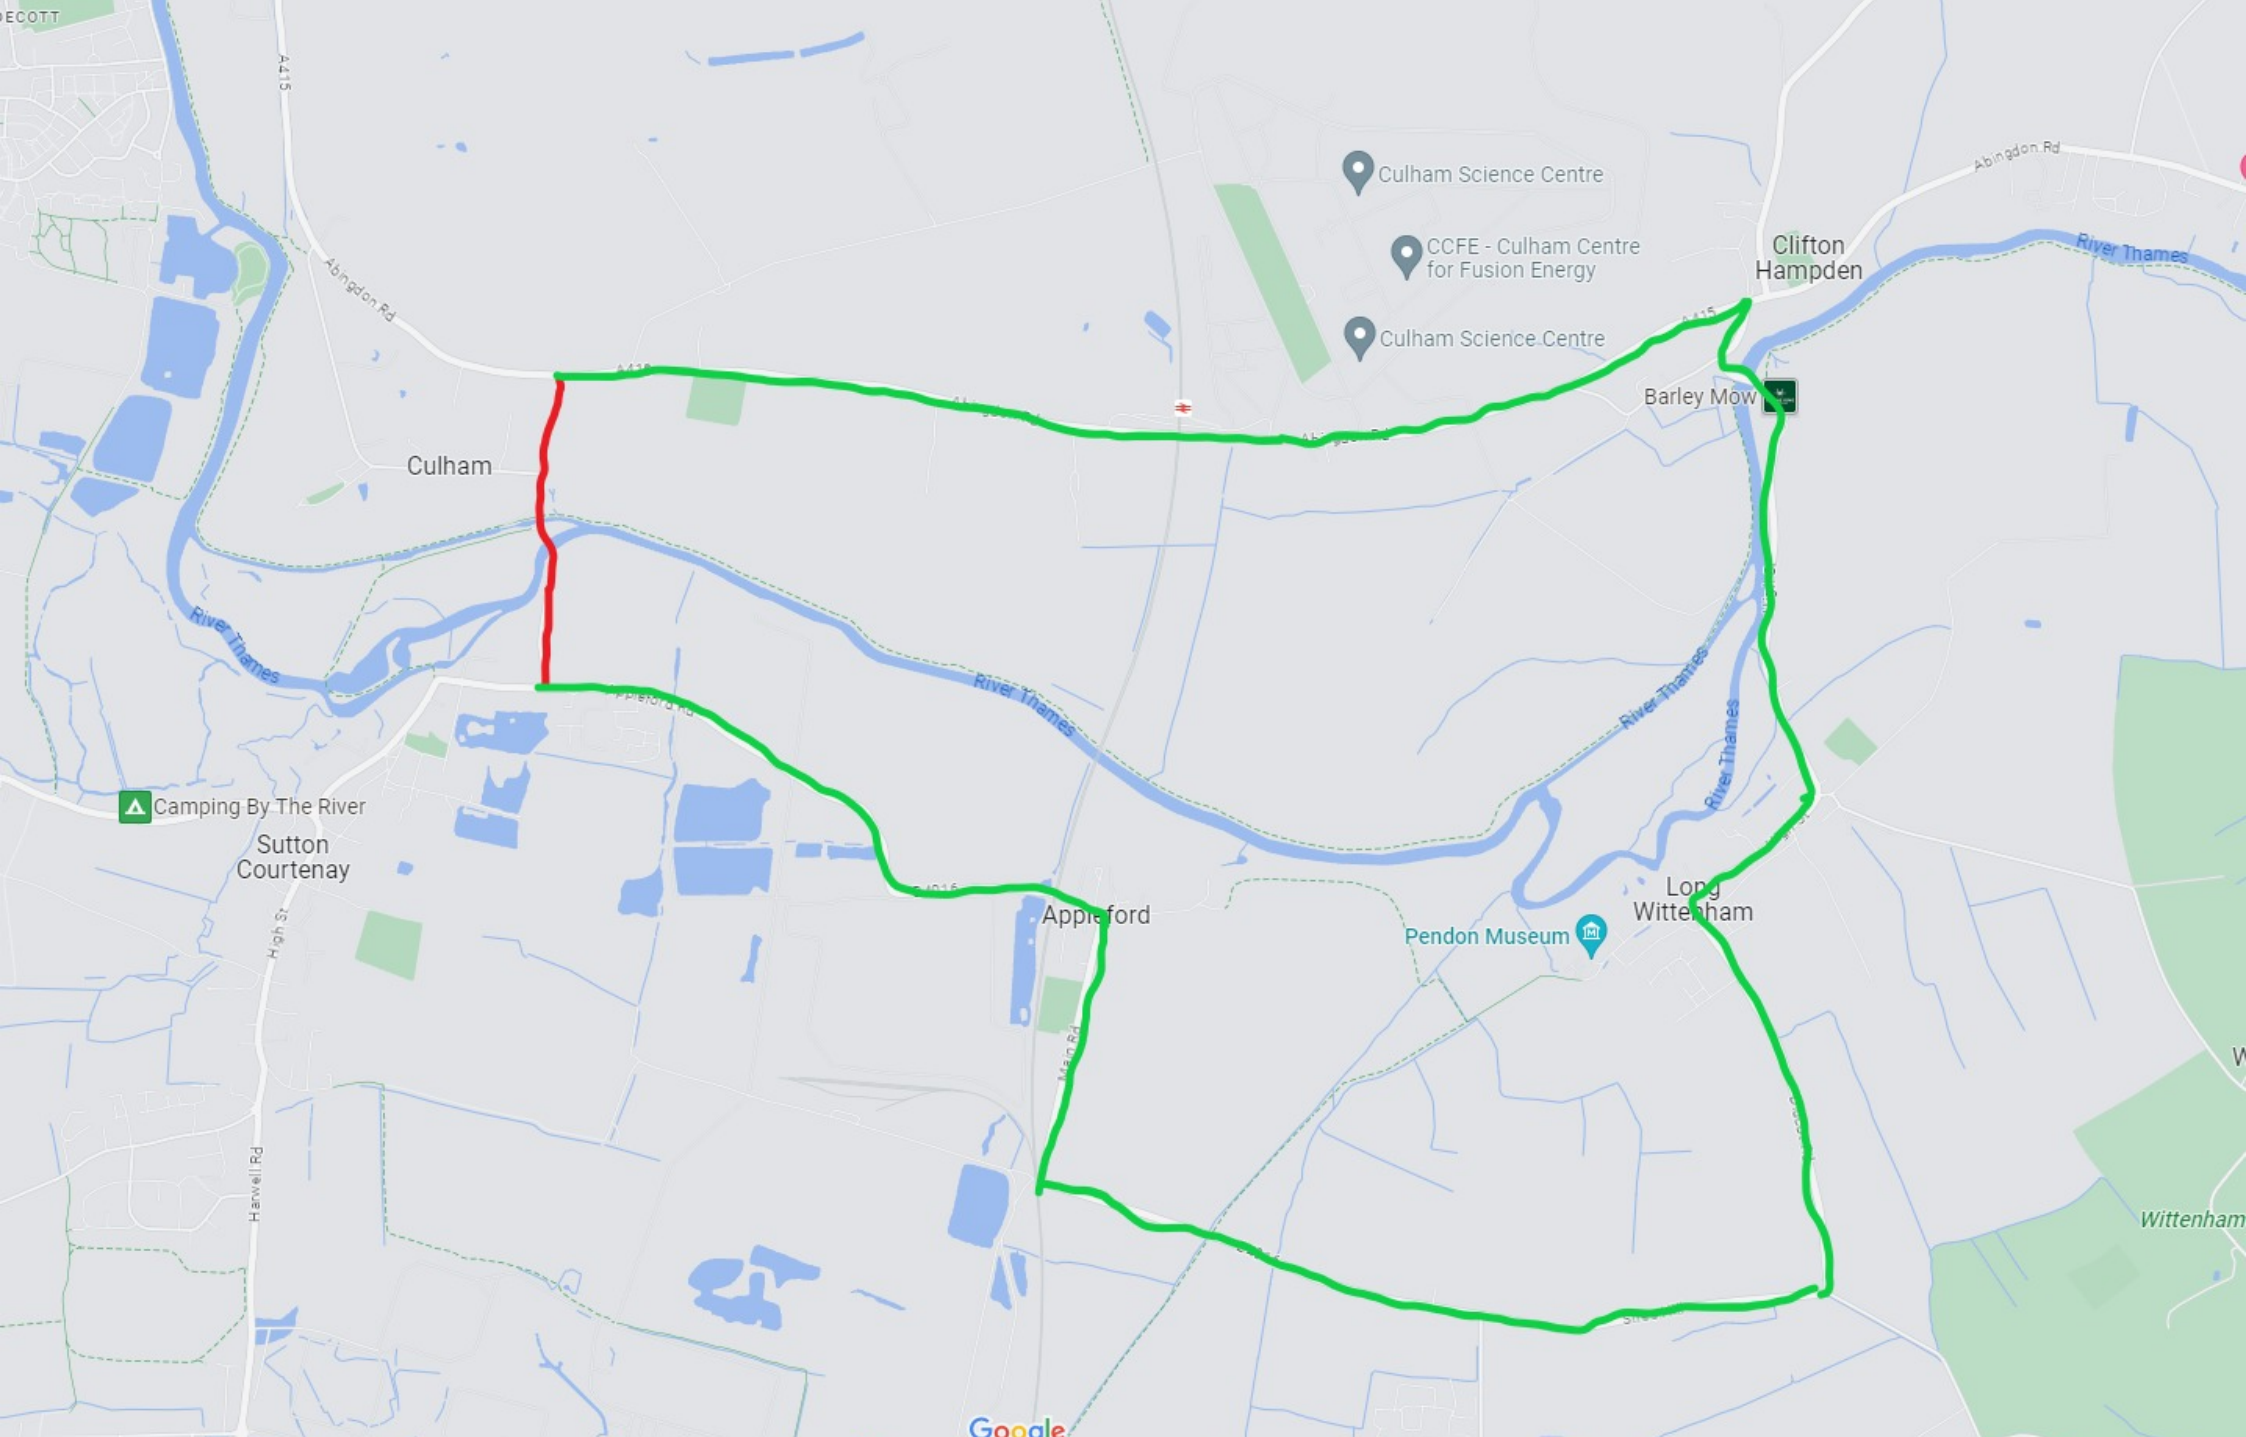 A415
Abingdon Rd
Culham Science Centre
CCFE - Culham Centre
for Fusion Energy
Culham Science Centre
Clifton
Hampden
Abingdon Rd
River Thames
A415
Barley Mow
Culham
River Thames
Appleford Rd
River Thames
River Thames
River Thames
Camping By The River
Sutton
Courtenay
High St
Appleford
Main Rd
Long
Wittenham
Pendon Museum
Harwell Rd
Wittenham
Google